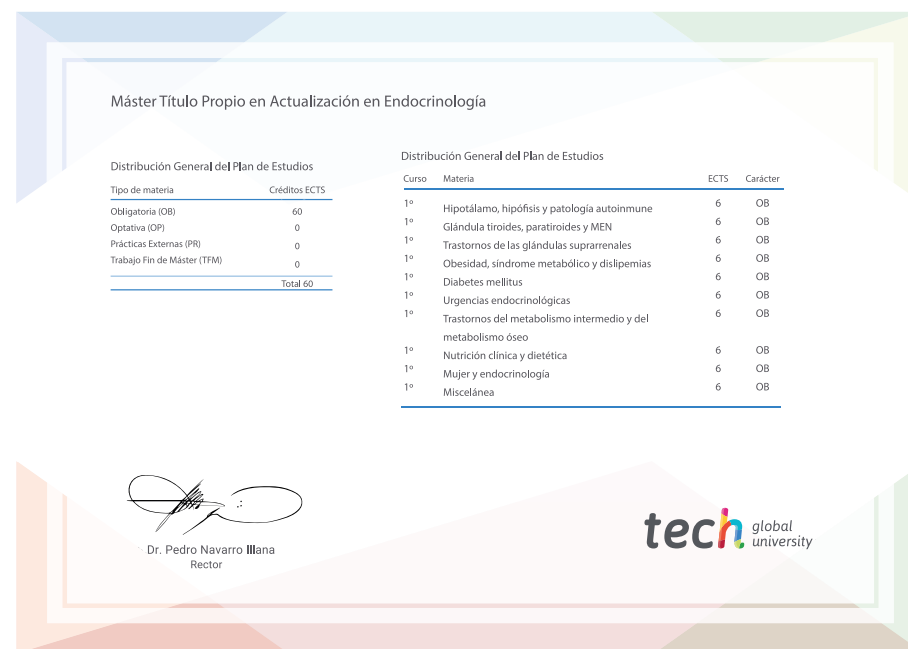 Máster Título Propio en Actualización en Endocrinología
Distribución General del Plan de Estudios
Tipo de materia Créditos ECTS
Obligatoria (OB) 60
Optativa (OP) 0
Prácticas Externas (PR) 0
Trabajo Fin de Máster (TFM) 0
Total 60
Distribución General del Plan de Estudios
Curso Materia ECTS Carácter
1º Hipotálamo, hipófisis y patología autoinmune 6 OB
1º Glándula tiroides, paratiroides y MEN 6 OB
1º Trastornos de las glándulas suprarrenales 6 OB
1º Obesidad, síndrome metabólico y dislipemias 6 OB
1º Diabetes mellitus 6 OB
1º Urgencias endocrinológicas 6 OB
1º Trastornos del metabolismo intermedio y del 6 OB
metabolismo óseo
1º Nutrición clínica y dietética 6 OB
1º Mujer y endocrinología 6 OB
1º Miscelánea 6 OB
Dr. Pedro Navarro Illana
Rector
tech global
university